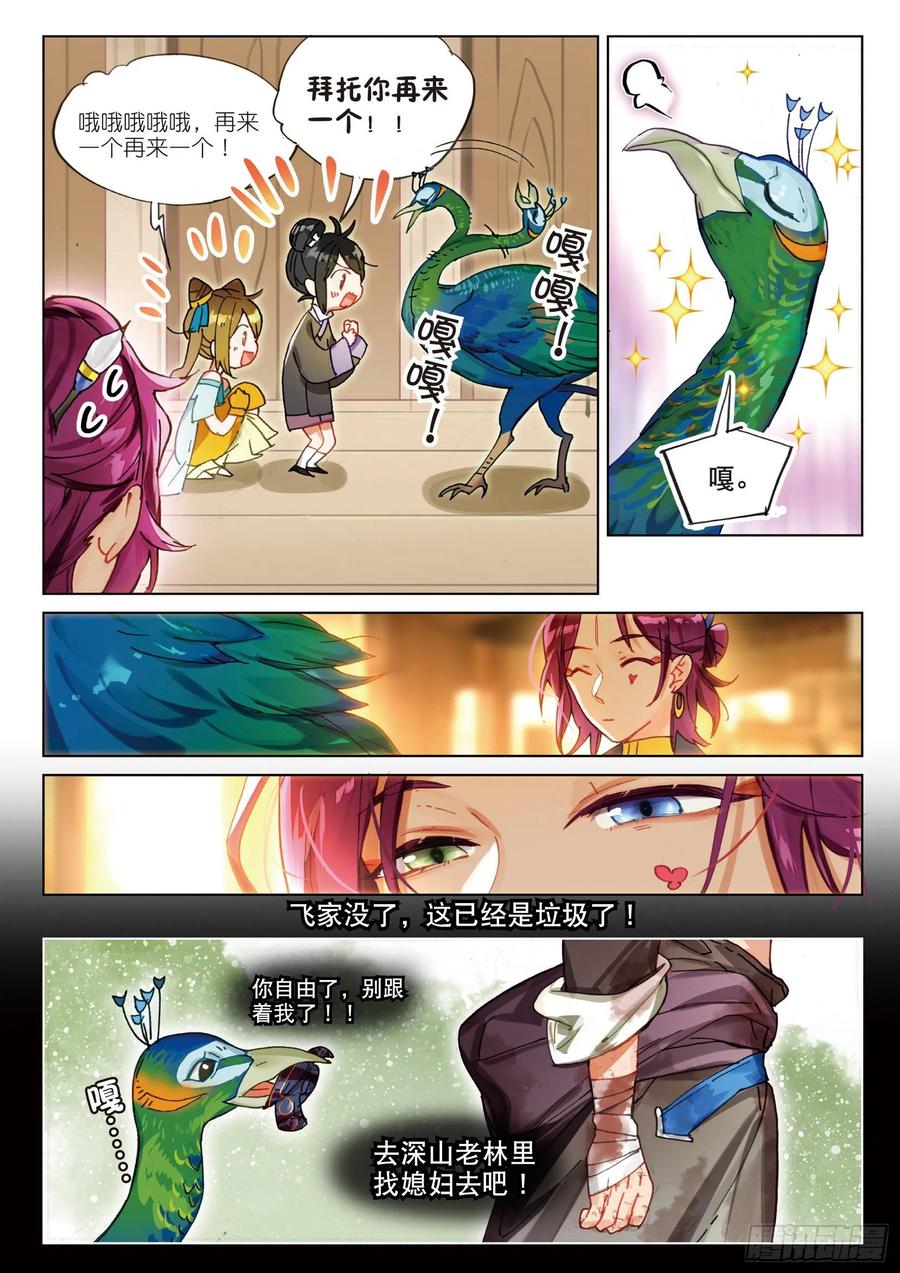 哦哦哦哦哦，再来
一个再来一个！
拜托你再来
一个！！
嘎嘎！
嘎嘎！
嘎。
飞家没了，这已经是垃圾了！
你自由了，别跟
着我了！！
嘎……
去深山老林里
找媳妇去吧！
腾讯动漫